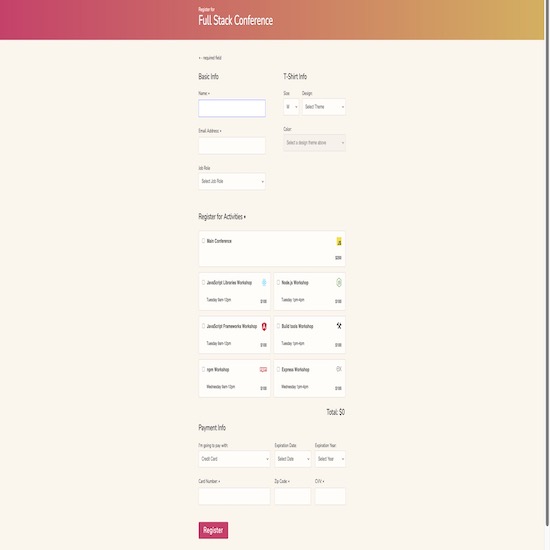 Register for
Full Stack Conference
* - required field
Basic Info
T-Shirt Info
Name: *
Size:
Design:
M
Select Theme
Email Address: *
Color:
Select a design theme above
Job Role
Select Job Role
Register for Activities *
Main Conference
JS
$200
JavaScript Libraries Workshop
Node.js Workshop
Tuesday 9am-12pm
$100
Tuesday 1pm-4pm
$100
JavaScript Frameworks Workshop
Build tools Workshop
Tuesday 9am-12pm
$100
Tuesday 1pm-4pm
$100
npm Workshop
npm
Express Workshop
Wednesday 9am-12pm
$100
Wednesday 1pm-4pm
$100
Total: $0
Payment Info
I'm going to pay with:
Expiration Date:
Expiration Year:
Credit Card
Select Date
Select Year
Card Number: *
Zip Code: *
CVV: *
Register